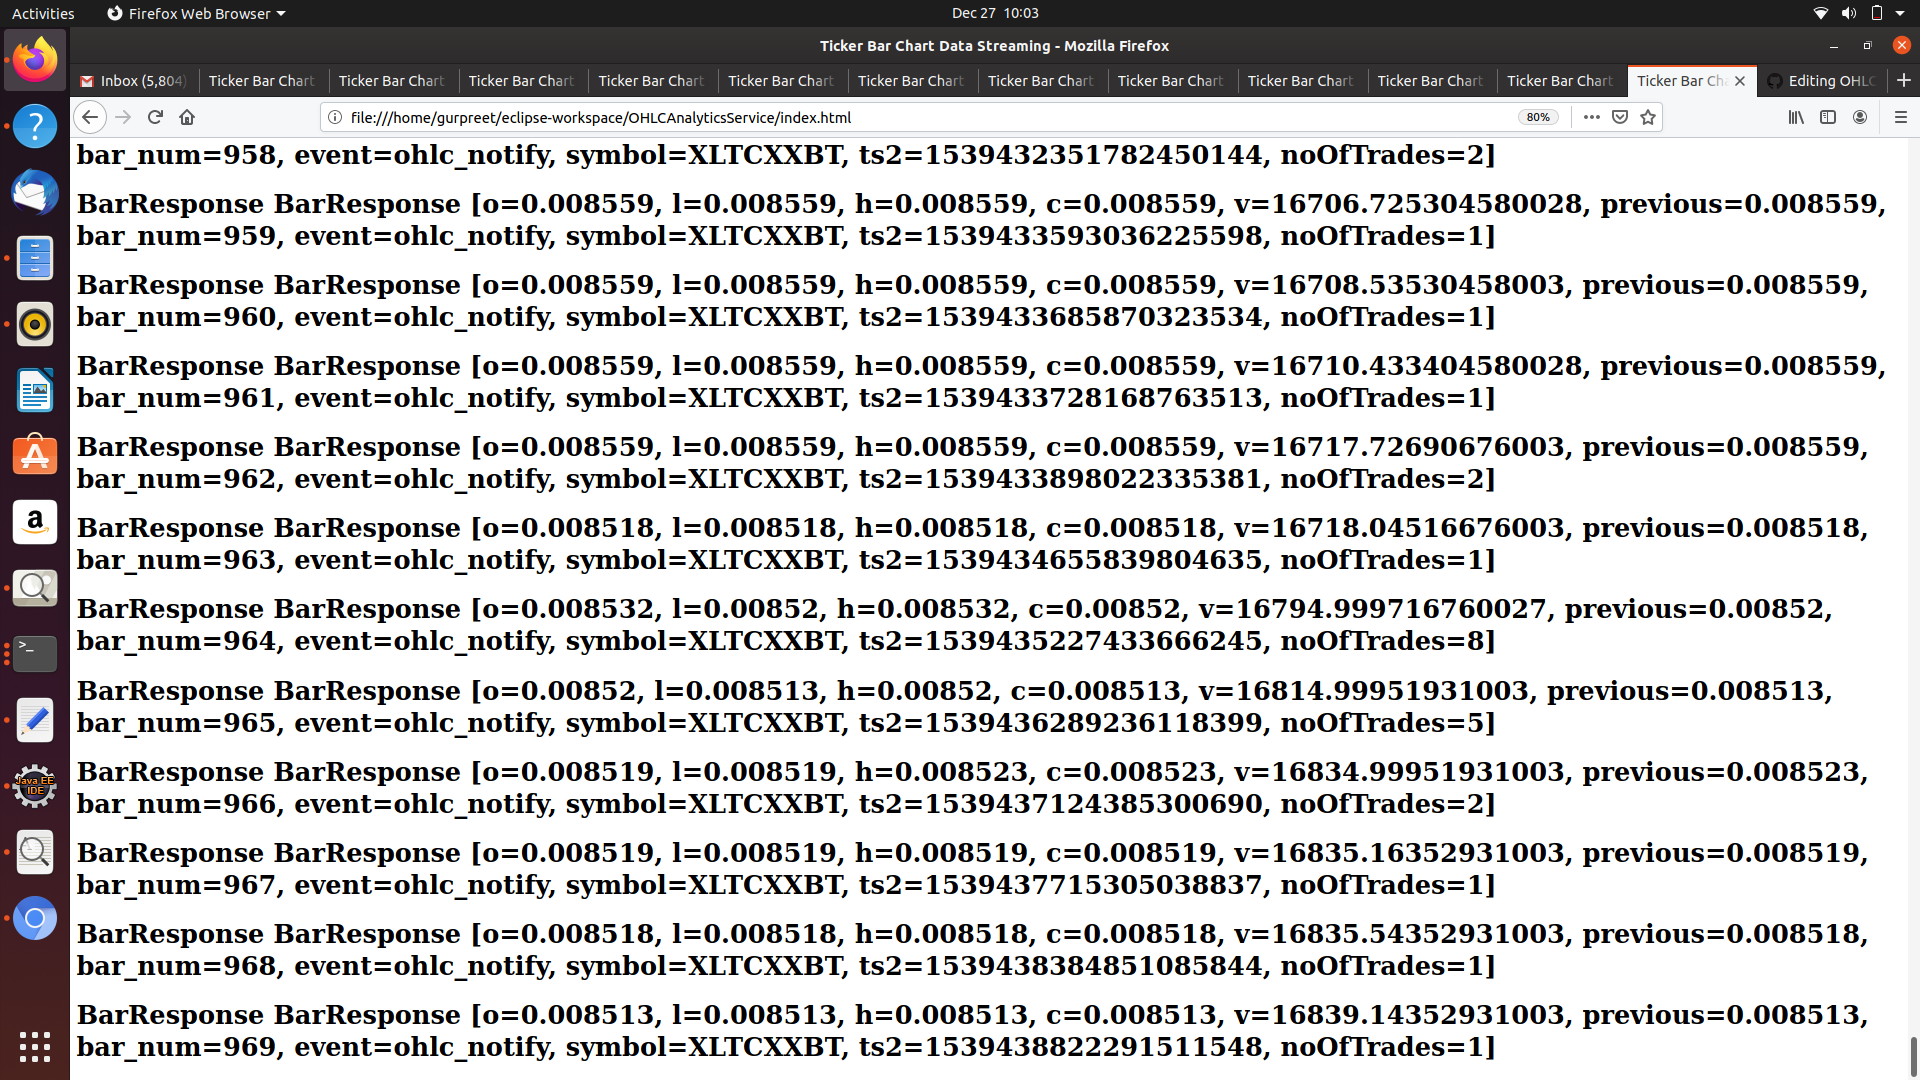 Activities
Firefox Web Browser
Dec 27 10:03
Ticker Bar Chart Data Streaming - Mozilla Firefox
Inbox (5,804)
Ticker Bar Chart
Ticker Bar Chart
Ticker Bar Chart
Ticker Bar Chart
Ticker Bar Chart
Ticker Bar Chart
Ticker Bar Chart
Ticker Bar Chart
Ticker Bar Chart
Ticker Bar Chart
Ticker Bar Chart
Ticker Bar Cha
Editing OHLC
file:///home/gurpreet/eclipse-workspace/OHLCAnalyticsService/index.html
80%
bar_num=958, event=ohlc_notify, symbol=XLTCXXBT, ts2=1539432351782450144, noOfTrades=2]
BarResponse BarResponse [o=0.008559, l=0.008559, h=0.008559, c=0.008559, v=16706.725304580028, previous=0.008559,
bar_num=959, event=ohlc_notify, symbol=XLTCXXBT, ts2=1539433593036225598, noOfTrades=1]
BarResponse BarResponse [o=0.008559, l=0.008559, h=0.008559, c=0.008559, v=16708.53530458003, previous=0.008559,
bar_num=960, event=ohlc_notify, symbol=XLTCXXBT, ts2=1539433685870323534, noOfTrades=1]
BarResponse BarResponse [o=0.008559, l=0.008559, h=0.008559, c=0.008559, v=16710.433404580028, previous=0.008559,
bar_num=961, event=ohlc_notify, symbol=XLTCXXBT, ts2=1539433728168763513, noOfTrades=1]
BarResponse BarResponse [o=0.008559, l=0.008559, h=0.008559, c=0.008559, v=16717.72690676003, previous=0.008559,
bar_num=962, event=ohlc_notify, symbol=XLTCXXBT, ts2=1539433898022335381, noOfTrades=2]
BarResponse BarResponse [o=0.008518, l=0.008518, h=0.008518, c=0.008518, v=16718.04516676003, previous=0.008518,
bar_num=963, event=ohlc_notify, symbol=XLTCXXBT, ts2=1539434655839804635, noOfTrades=1]
BarResponse BarResponse [o=0.008532, l=0.00852, h=0.008532, c=0.00852, v=16794.999716760027, previous=0.00852,
bar_num=964, event=ohlc_notify, symbol=XLTCXXBT, ts2=1539435227433666245, noOfTrades=8]
BarResponse BarResponse [o=0.00852, l=0.008513, h=0.00852, c=0.008513, v=16814.99951931003, previous=0.008513,
bar_num=965, event=ohlc_notify, symbol=XLTCXXBT, ts2=1539436289236118399, noOfTrades=5]
BarResponse BarResponse [o=0.008519, l=0.008519, h=0.008523, c=0.008523, v=16834.99951931003, previous=0.008523,
bar_num=966, event=ohlc_notify, symbol=XLTCXXBT, ts2=1539437124385300690, noOfTrades=2]
BarResponse BarResponse [o=0.008519, l=0.008519, h=0.008519, c=0.008519, v=16835.16352931003, previous=0.008519,
bar_num=967, event=ohlc_notify, symbol=XLTCXXBT, ts2=1539437715305038837, noOfTrades=1]
BarResponse BarResponse [o=0.008518, l=0.008518, h=0.008518, c=0.008518, v=16835.54352931003, previous=0.008518,
bar_num=968, event=ohlc_notify, symbol=XLTCXXBT, ts2=1539438384851085844, noOfTrades=1]
BarResponse BarResponse [o=0.008513, l=0.008513, h=0.008513, c=0.008513, v=16839.14352931003, previous=0.008513,
bar_num=969, event=ohlc_notify, symbol=XLTCXXBT, ts2=1539438822291511548, noOfTrades=1]
Java EE
IDE